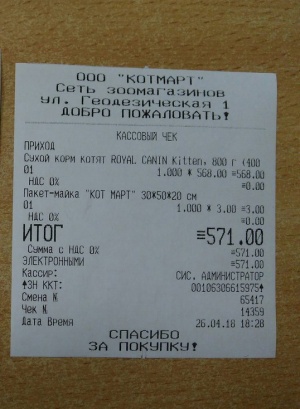 ООО "КОТМАРТ"
Сеть зоомагазинов
ул. Геодезическая 1
ДОБРО ПОЖАЛОВАТЬ!
КАССОВЫЙ ЧЕК
ПРИХОД
Сухой корм котят ROYAL CANIN Kitten, 800 г (400
01 1.000 * 568.00 =568.00
НДС 0% =0.00
Пакет-майка "КОТ МАРТ" 30*50*20 см
01 1.000 * 3.00 =3.00
НДС 0% =0.00
ИТОГ =571.00
Сумма с НДС 0% =571.00
ЭЛЕКТРОННЫМИ =571.00
Кассир: СИС. АДМИНИСТРАТОР
ЗН ККТ: 00106306615975
Смена N 65417
Чек N 14359
Дата Время 26.04.18 18:28
СПАСИБО
ЗА ПОКУПКУ!